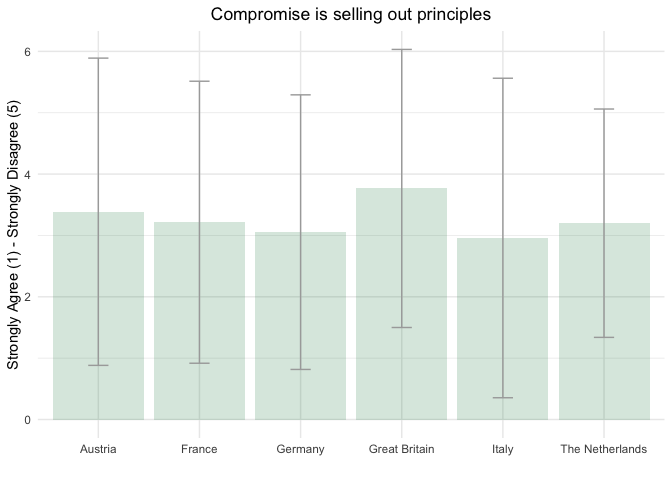 Compromise is selling out principles
Strongly Agree (1) - Strongly Disagree (5)
6
4
2
0
Austria
France
Germany
Great Britain
Italy
The Netherlands